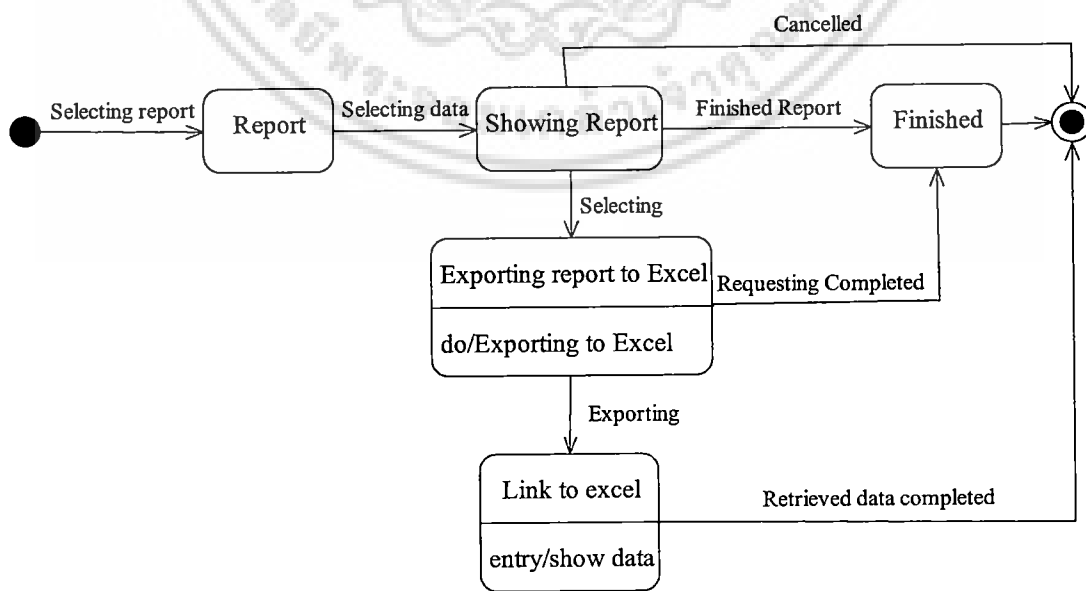 Cancelled
Selecting report
Report
Selecting data
Showing Report
Finished Report
Finished
Selecting
Exporting report to Excel
do/Exporting to Excel
Requesting Completed
Exporting
Link to excel
entry/show data
Retrieved data completed